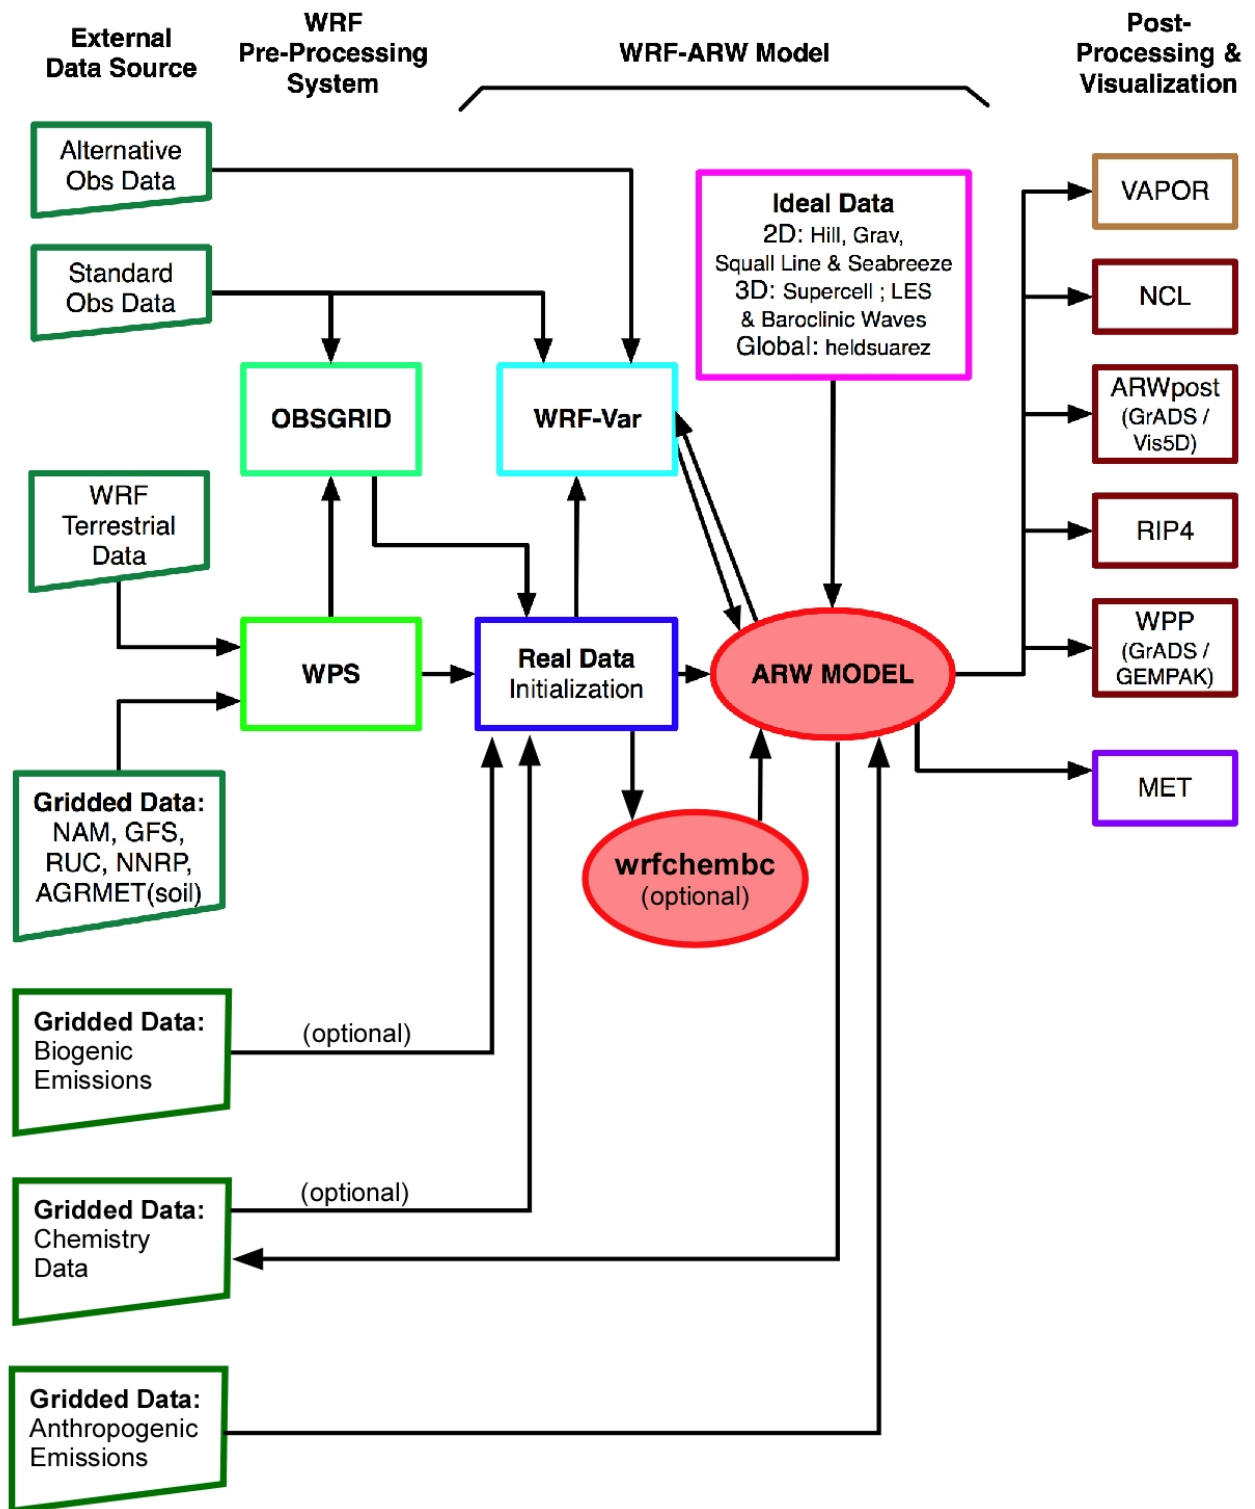 External
Data Source
WRF
Pre-Processing
System
WRF-ARW Model
Post-
Processing &
Visualization
Alternative
Obs Data
Standard
Obs Data
Ideal Data
2D: Hill, Grav,
Squall Line & Seabreeze
3D: Supercell ; LES
& Baroclinic Waves
Global: heldsuarez
VAPOR
NCL
ARWpost
(GrADS /
Vis5D)
RIP4
WPP
(GrADS /
GEMPAK)
MET
OBSGRID
WRF-Var
WRF
Terrestrial
Data
WPS
Real Data
Initialization
ARW MODEL
Gridded Data:
NAM, GFS,
RUC, NNRP,
AGRMET(soil)
wrfchembc
(optional)
Gridded Data:
Biogenic
Emissions
(optional)
Gridded Data:
Chemistry
Data
(optional)
Gridded Data:
Anthropogenic
Emissions